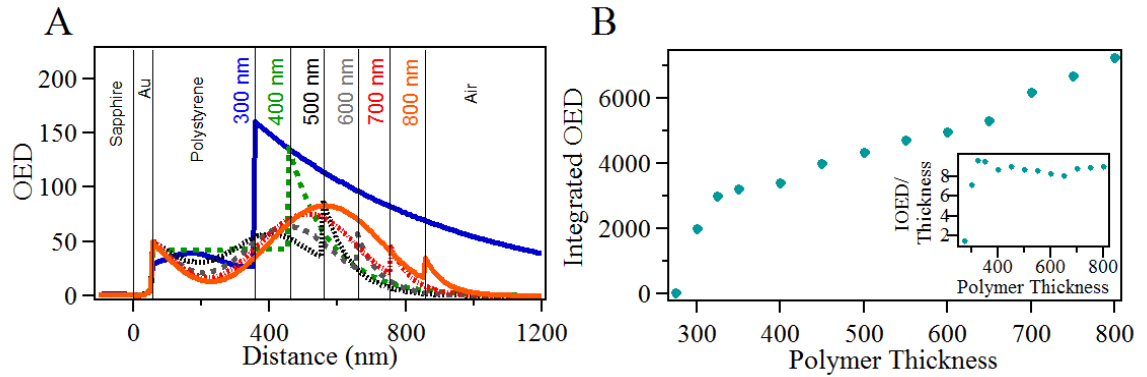 A
OED
200
150
100
50
0
Sapphire
Au
Polystyrene
300 nm
400 nm
500 nm
600 nm
700 nm
800 nm
Air
0
400
800
1200
Distance (nm)
B
Integrated OED
6000
4000
2000
0
300
400
500
600
700
800
Polymer Thickness
IOED/
Thickness
8
6
4
2
400
600
800
Polymer Thickness